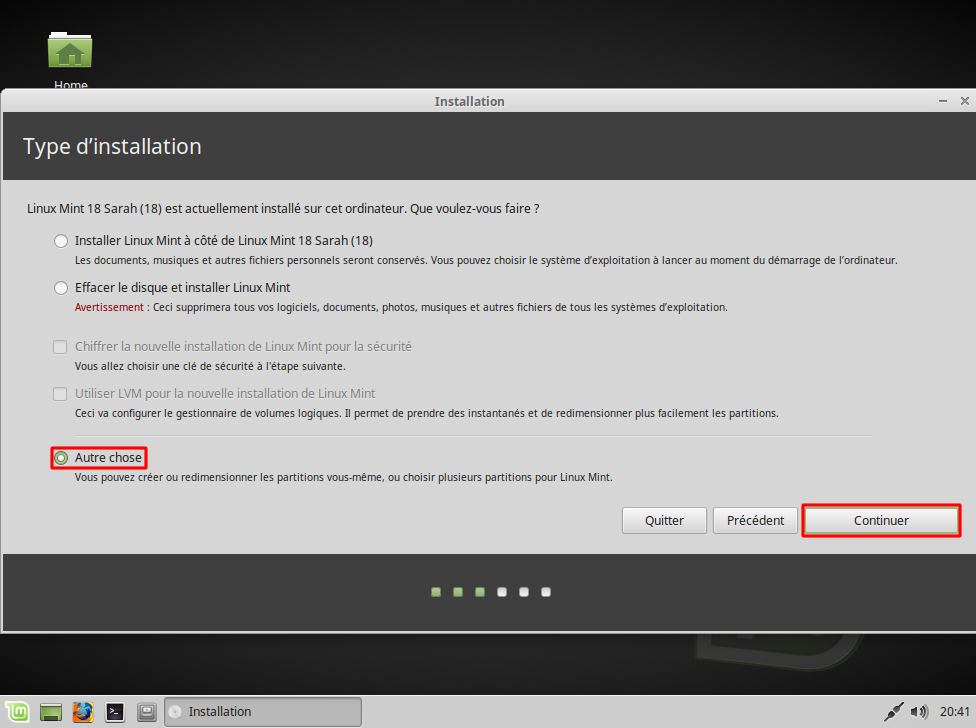 Home
Installation
Type d’installation
Linux Mint 18 Sarah (18) est actuellement installé sur cet ordinateur. Que voulez-vous faire ?
Installer Linux Mint à côté de Linux Mint 18 Sarah (18)
Les documents, musiques et autres fichiers personnels seront conservés. Vous pouvez choisir le système d’exploitation à lancer au moment du démarrage de l’ordinateur.
Effacer le disque et installer Linux Mint
Avertissement : Ceci supprimera tous vos logiciels, documents, photos, musiques et autres fichiers de tous les systèmes d’exploitation.
Chiffrer la nouvelle installation de Linux Mint pour la sécurité
Vous allez choisir une clé de sécurité à l'étape suivante.
Utiliser LVM pour la nouvelle installation de Linux Mint
Ceci va configurer le gestionnaire de volumes logiques. Il permet de prendre des instantanés et de redimensionner plus facilement les partitions.
Autre chose
Vous pouvez créer ou redimensionner les partitions vous-même, ou choisir plusieurs partitions pour Linux Mint.
Quitter Précédent Continuer
Installation 20:41